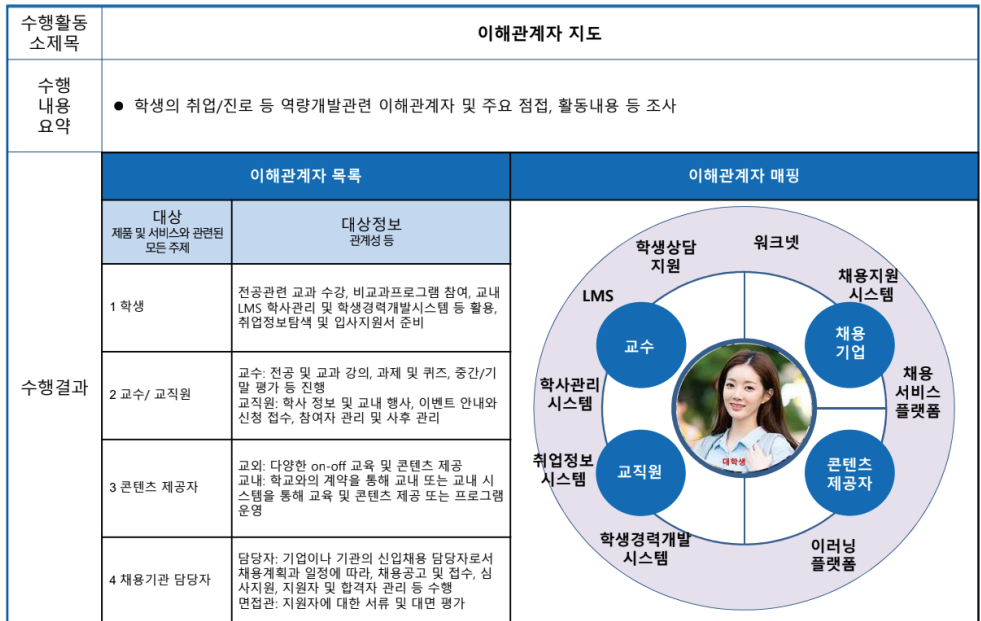 수행활동
소제목
이해관계자 지도
수행
내용
요약
● 학생의 취업/진로 등 역량개발관련 이해관계자 및 주요 점접, 활동내용 등 조사
수행결과
이해관계자 목록
대상
제품 및 서비스와 관련된
모든 주제
대상정보
관계성 등
1 학생
전공관련 교과 수강, 비교과프로그램 참여, 교내
LMS 학사관리 및 학생경력개발시스템 등 활용,
취업정보탐색 및 입사지원서 준비
2 교수/ 교직원
교수: 전공 및 교과 강의, 과제 및 퀴즈, 중간/기
말 평가 등 진행
교직원: 학사 정보 및 교내 행사, 이벤트 안내와
신청 접수, 참여자 관리 및 사후 관리
3 콘텐츠 제공자
교외: 다양한 on-off 교육 및 콘텐츠 제공
교내: 학교와의 계약을 통해 교내 또는 교내 시
스템을 통해 교육 및 콘텐츠 제공 또는 프로그램
운영
4 채용기관 담당자
담당자: 기업이나 기관의 신입채용 담당자로서
채용계획과 일정에 따라, 채용공고 및 접수, 심
사지원, 지원자 및 합격자 관리 등 수행
면접관: 지원자에 대한 서류 및 대면 평가
이해관계자 매핑
학생상담
지원
워크넷
채용지원
시스템
LMS
교수
채용
기업
학사관리
시스템
채용
서비스
플랫폼
대학생
취업정보
시스템
교직원
콘텐츠
제공자
학생경력개발
시스템
이러닝
플랫폼